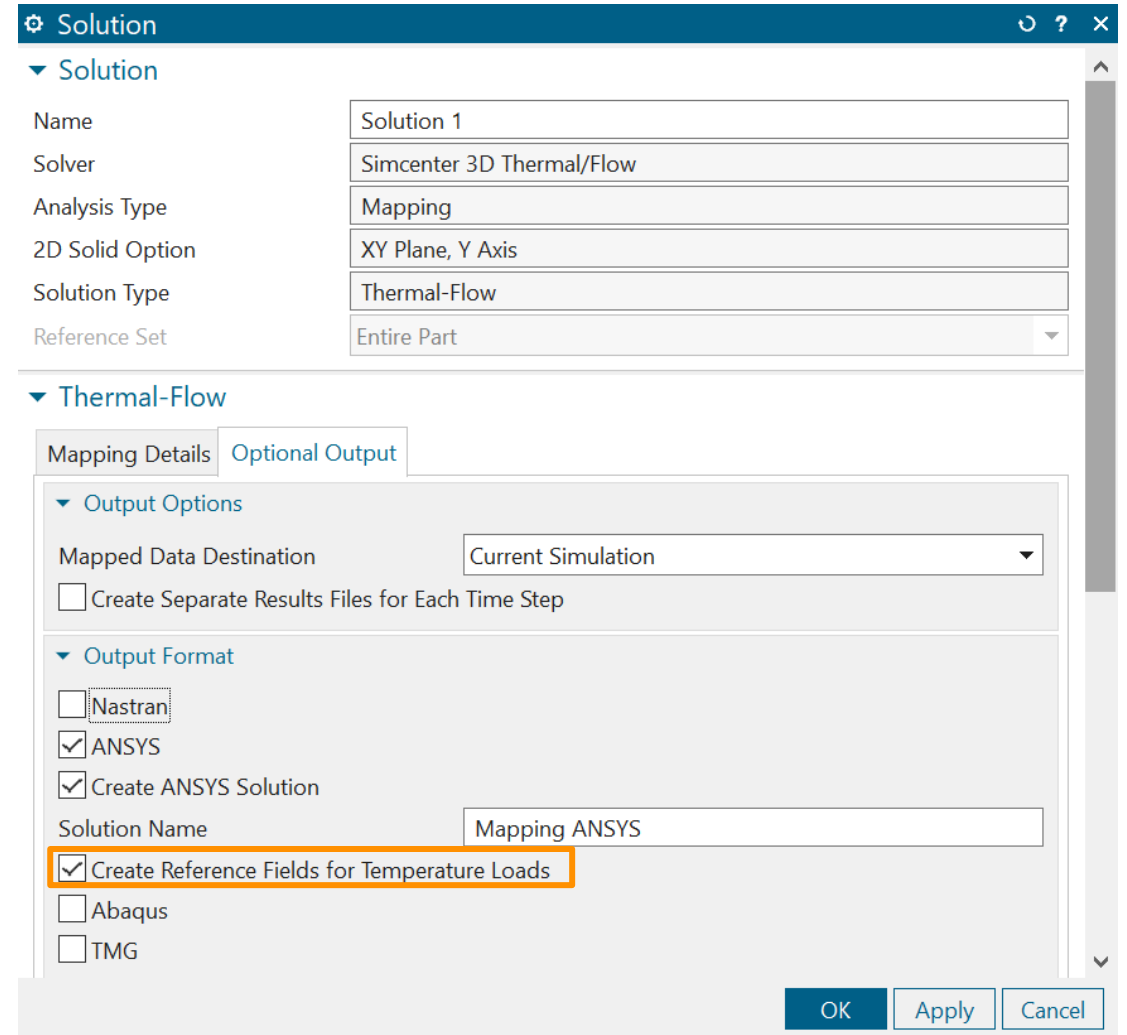 Solution
?
Solution
Name Solution 1
Solver Simcenter 3D Thermal/Flow
Analysis Type Mapping
2D Solid Option XY Plane, Y Axis
Solution Type Thermal-Flow
Reference Set Entire Part
Thermal-Flow
Mapping Details Optional Output
Output Options
Mapped Data Destination Current Simulation
Create Separate Results Files for Each Time Step
Output Format
Nastran
ANSYS
Create ANSYS Solution
Solution Name Mapping ANSYS
Create Reference Fields for Temperature Loads
Abaqus
TMG
OK Apply Cancel